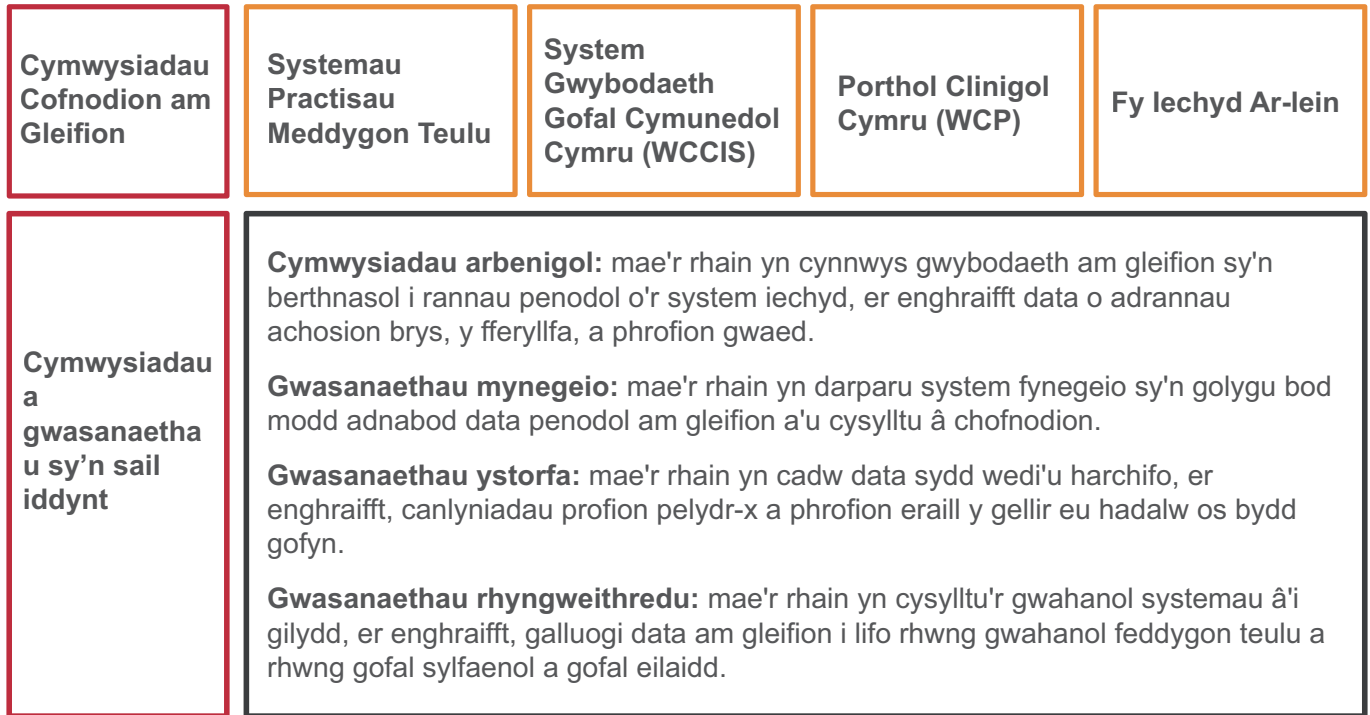 Cymwysiadau
Cofnodion am
Gleifion
Systemau
Practisau
Meddygon Teulu
System
Gwybodaeth
Gofal Cymunedol
Cymru (WCCIS)
Porthol Clinigol
Cymru (WCP)
Fy Iechyd Ar-lein
Cymwysiadau
a
gwasanaetha
u sy’n sail
iddynt
Cymwysiadau arbenigol: mae'r rhain yn cynnwys gwybodaeth am gleifion sy'n
berthnasol i rannau penodol o'r system iechyd, er enghraifft data o adrannau
achosion brys, y fferyllfa, a phrofion gwaed.
Gwasanaethau mynegeio: mae'r rhain yn darparu system fynegeio sy'n golygu bod
modd adnabod data penodol am gleifion a'u cysylltu â chofnodion.
Gwasanaethau ystorfa: mae'r rhain yn cadw data sydd wedi'u harchifo, er
enghraifft, canlyniadau profion pelydr-x a phrofion eraill y gellir eu hadalw os bydd
gofyn.
Gwasanaethau rhyngweithredu: mae'r rhain yn cysylltu'r gwahanol systemau â'i
gilydd, er enghraifft, galluogi data am gleifion i lifo rhwng gwahanol feddygon teulu a
rhwng gofal sylfaenol a gofal eilaidd.